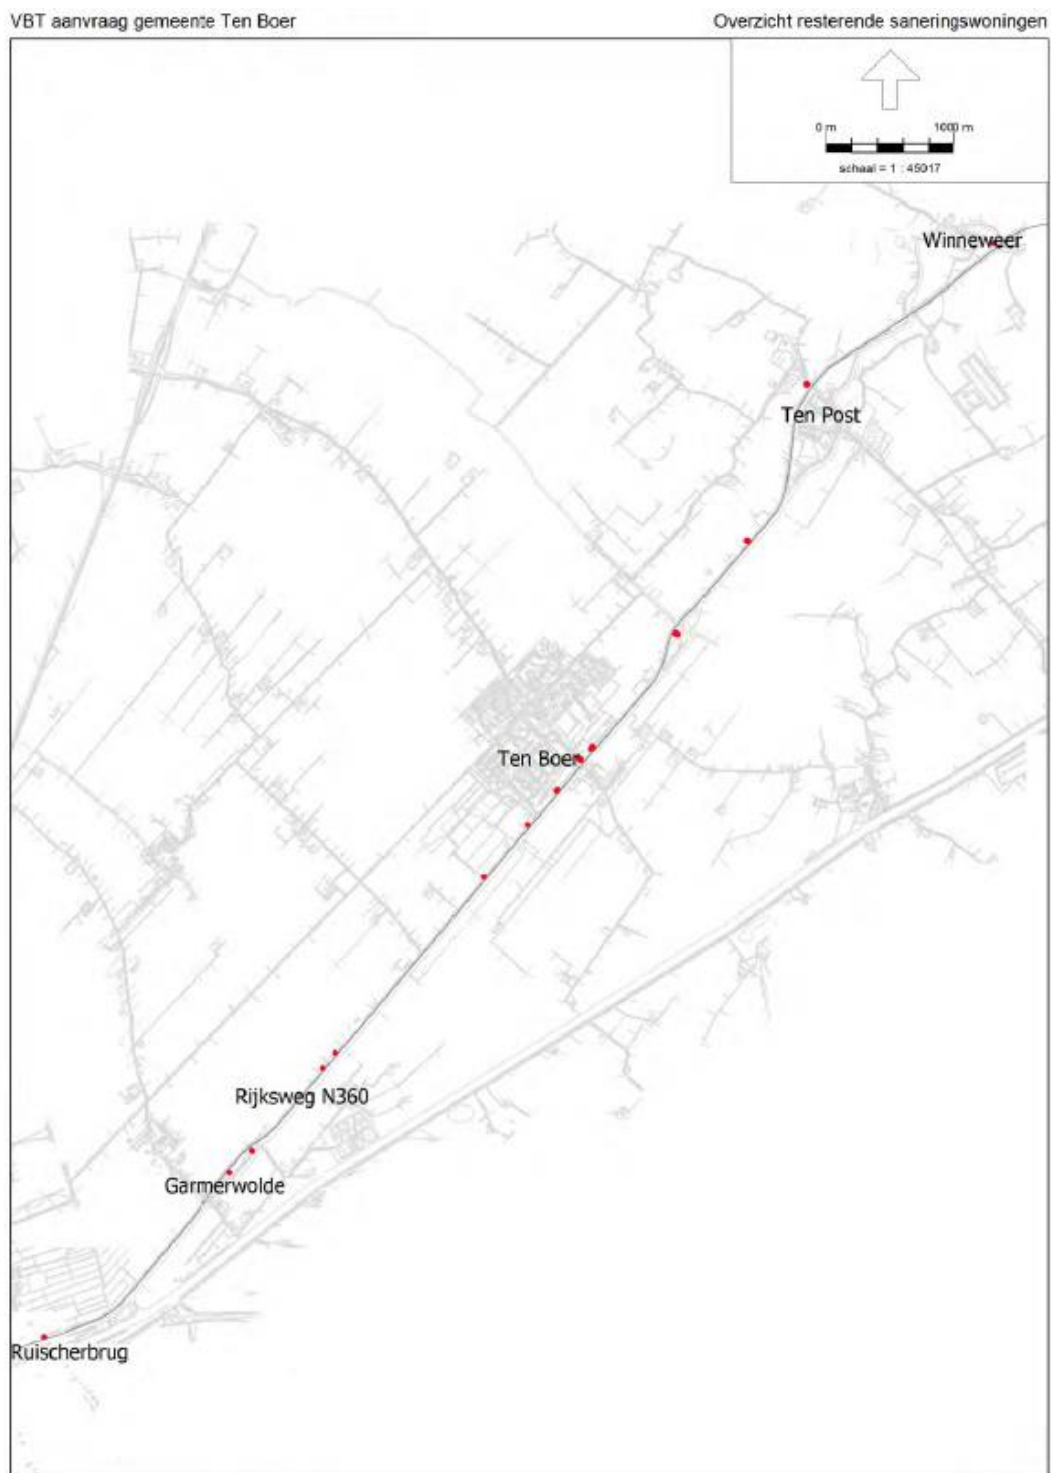 VBT aanvraag gemeente Ten Boer
Overzicht resterende saneringswoningen
0 m 1000 m
schaal = 1 : 45017
Winneweer
Ten Post
Ten Boer
Rijksweg N360
Garmerwolde
Ruischerbrug